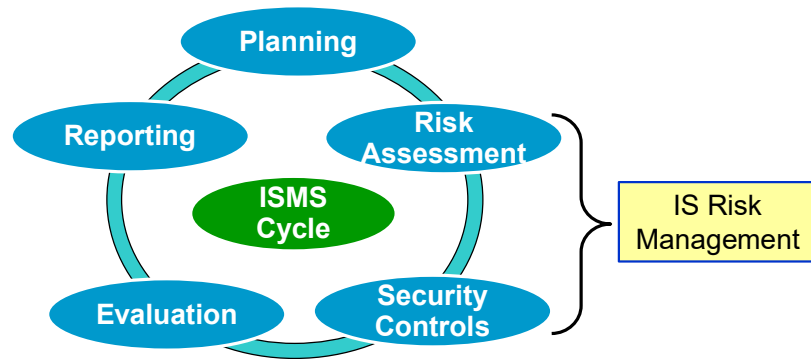 Planning
Reporting
Risk
Assessment
ISMS
Cycle
IS Risk
Management
Evaluation
Security
Controls